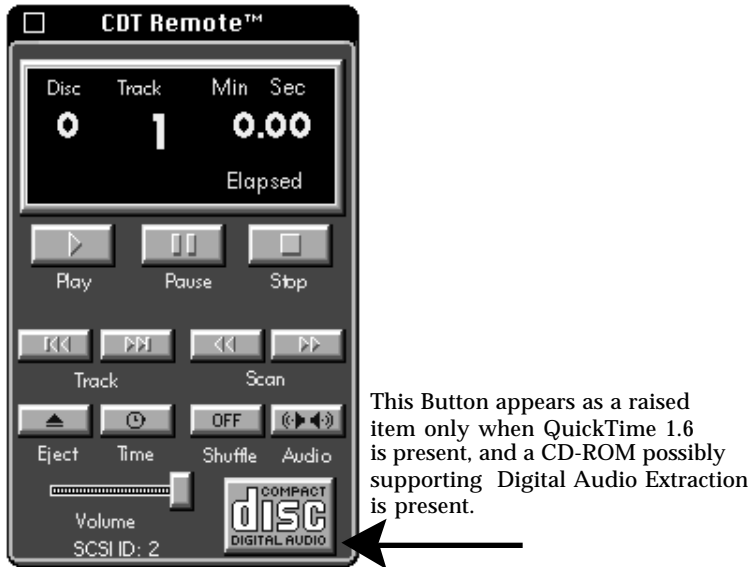 CDT Remote™
Disc Track Min Sec
0 1 0.00
Elapsed
Play Pause Stop
Track Scan
OFF
Eject Time Shuffle Audio
Volume
SCSI ID: 2
COMPACT
disc
DIGITAL AUDIO
This Button appears as a raised
item only when QuickTime 1.6
is present, and a CD-ROM possibly
supporting Digital Audio Extraction
is present.